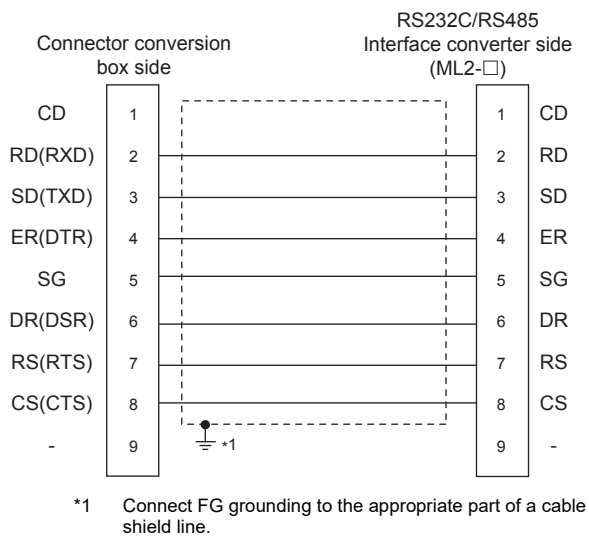 RS232C/RS485
Connector conversion Interface converter side
box side (ML2-□)
CD 1 1 CD
RD(RXD) 2 2 RD
SD(TXD) 3 3 SD
ER(DTR) 4 4 ER
SG 5 5 SG
DR(DSR) 6 6 DR
RS(RTS) 7 7 RS
CS(CTS) 8 8 CS
- 9 *1 9 -
*1 Connect FG grounding to the appropriate part of a cable
shield line.